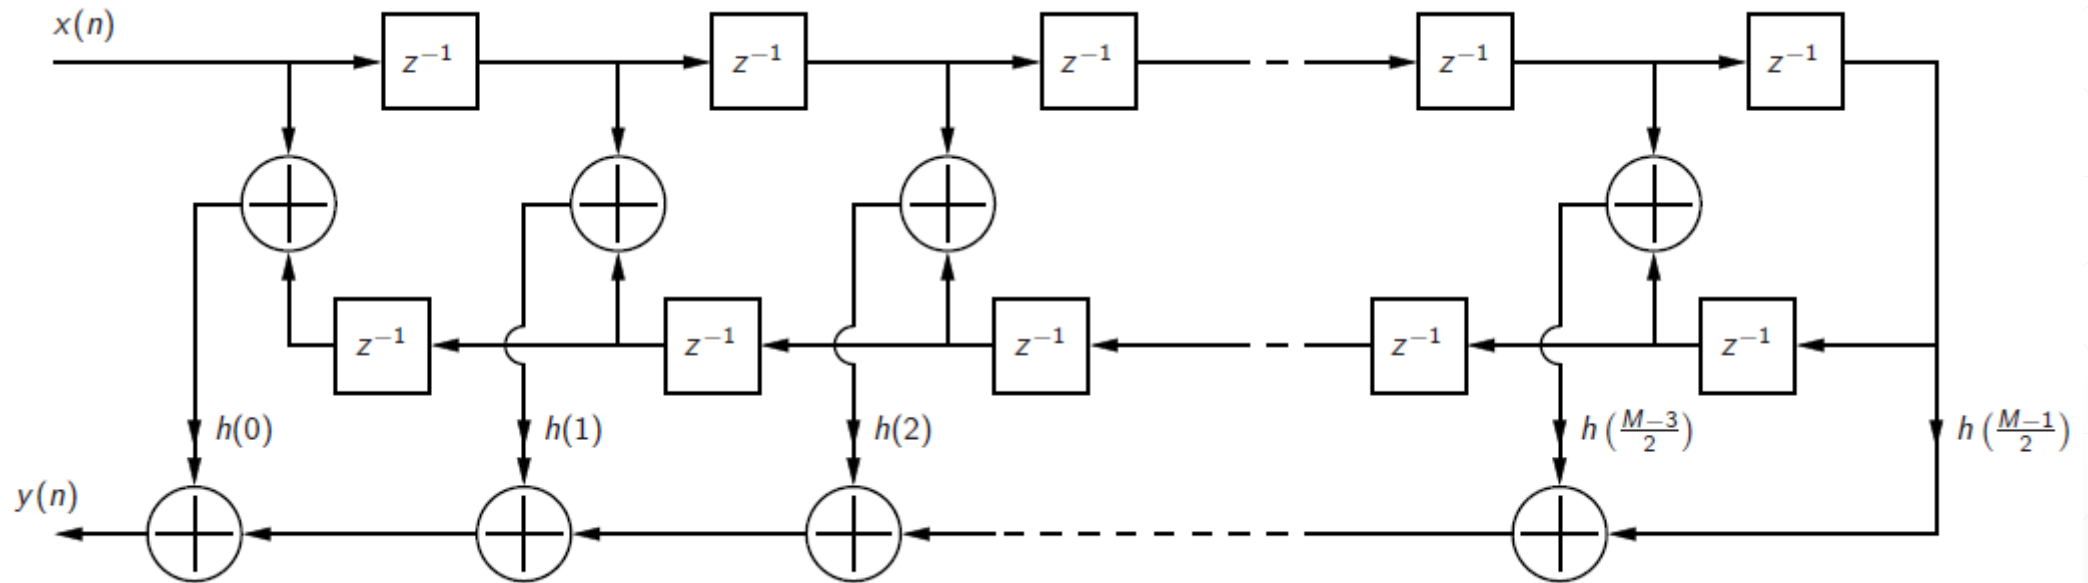 x(n)
z⁻¹ z⁻¹ z⁻¹ z⁻¹ z⁻¹
z⁻¹ z⁻¹ z⁻¹ z⁻¹ z⁻¹
h(0) h(1) h(2) h((M−3)/2) h((M−1)/2)
y(n)